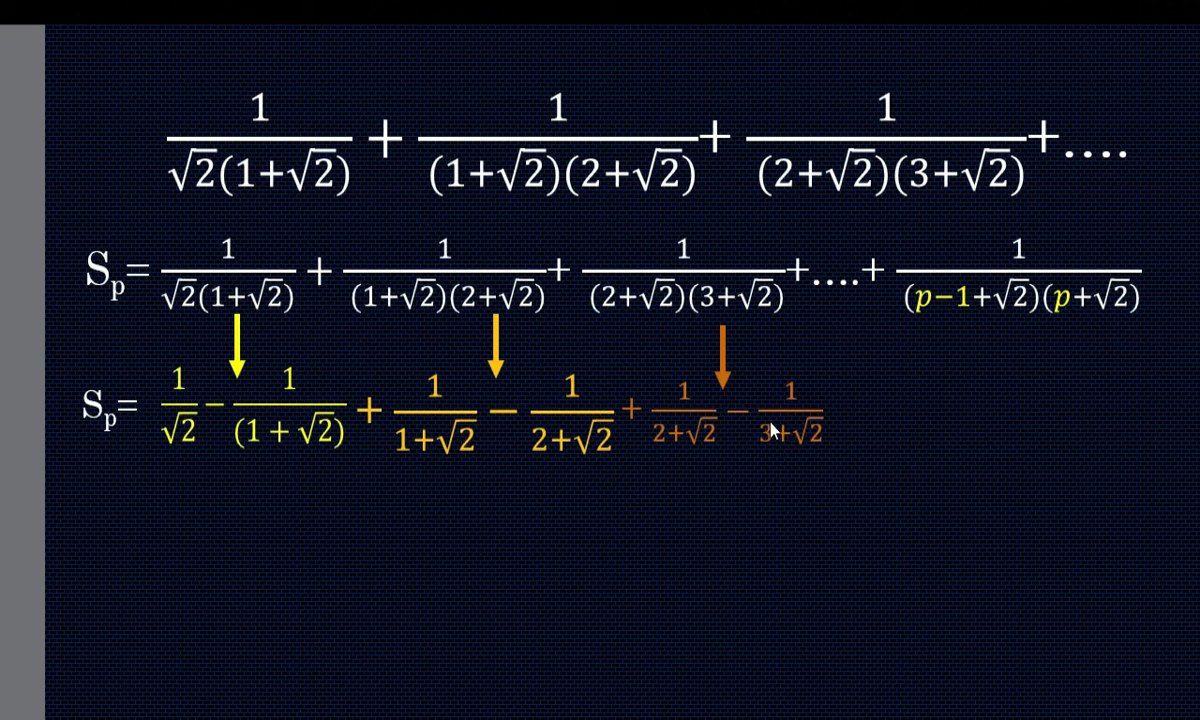 1/(√2(1+√2)) + 1/((1+√2)(2+√2)) + 1/((2+√2)(3+√2)) +....
Sₚ= 1/(√2(1+√2)) + 1/((1+√2)(2+√2)) + 1/((2+√2)(3+√2)) +....+ 1/((p−1+√2)(p+√2))
Sₚ= 1/√2 − 1/(1 + √2) + 1/(1+√2) − 1/(2+√2) + 1/(2+√2) − 1/(3+√2)